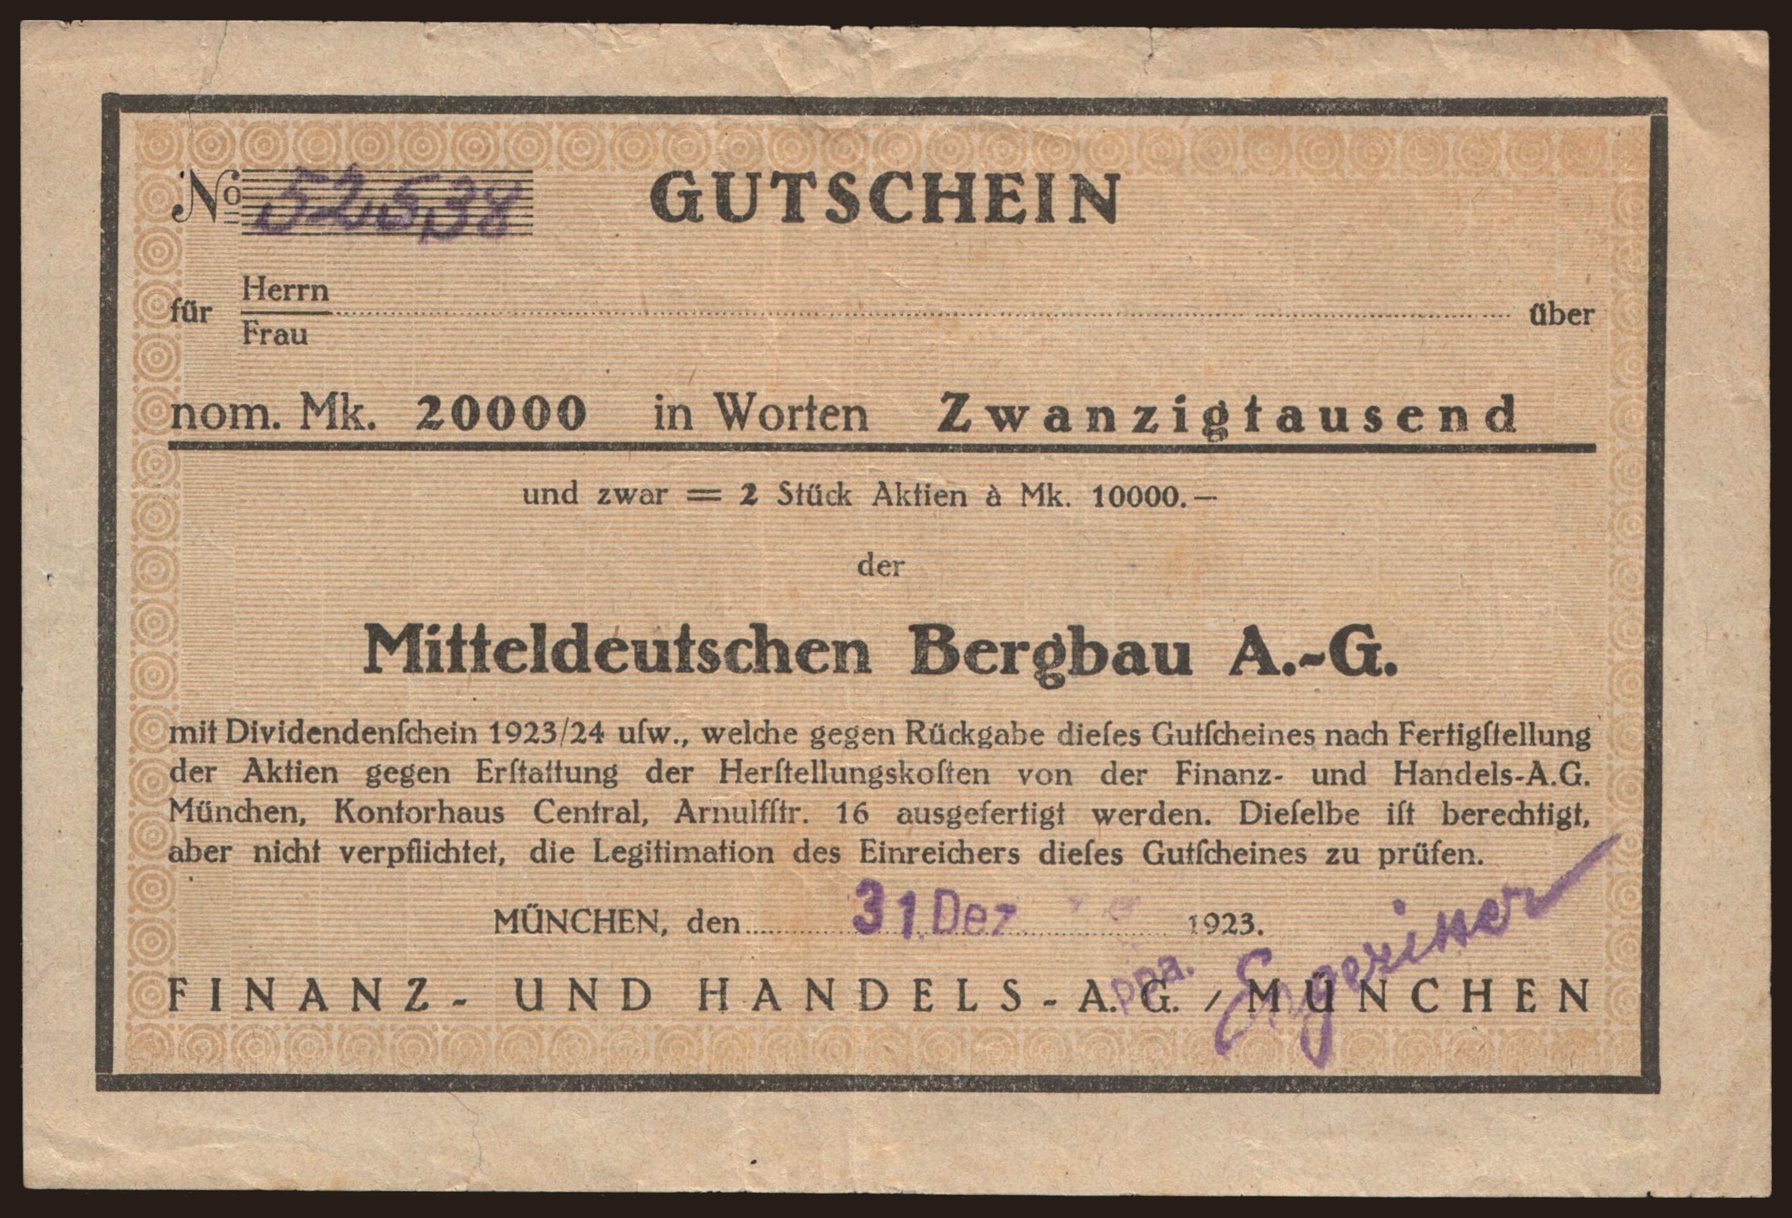 № 52538 GUTSCHEIN
für Herrn
Frau über
nom. Mk. 20000 in Worten Zwanzigtausend
und zwar = 2 Stück Aktien à Mk. 10000.—
der
Mitteldeutschen Bergbau A.-G.
mit Dividendenſchein 1923/24 uſw., welche gegen Rückgabe dieſes Gutſcheines nach Fertigſtellung
der Aktien gegen Erſtattung der Herſtellungskoſten von der Finanz- und Handels-A.G.
München, Kontorhaus Central, Arnulfſtr. 16 ausgefertigt werden. Dieſelbe iſt berechtigt,
aber nicht verpflichtet, die Legitimation des Einreichers dieſes Gutſcheines zu prüfen.
MÜNCHEN, den 31. Dez 1923.
ppa.
FINANZ- UND HANDELS-A.G. / MÜNCHEN